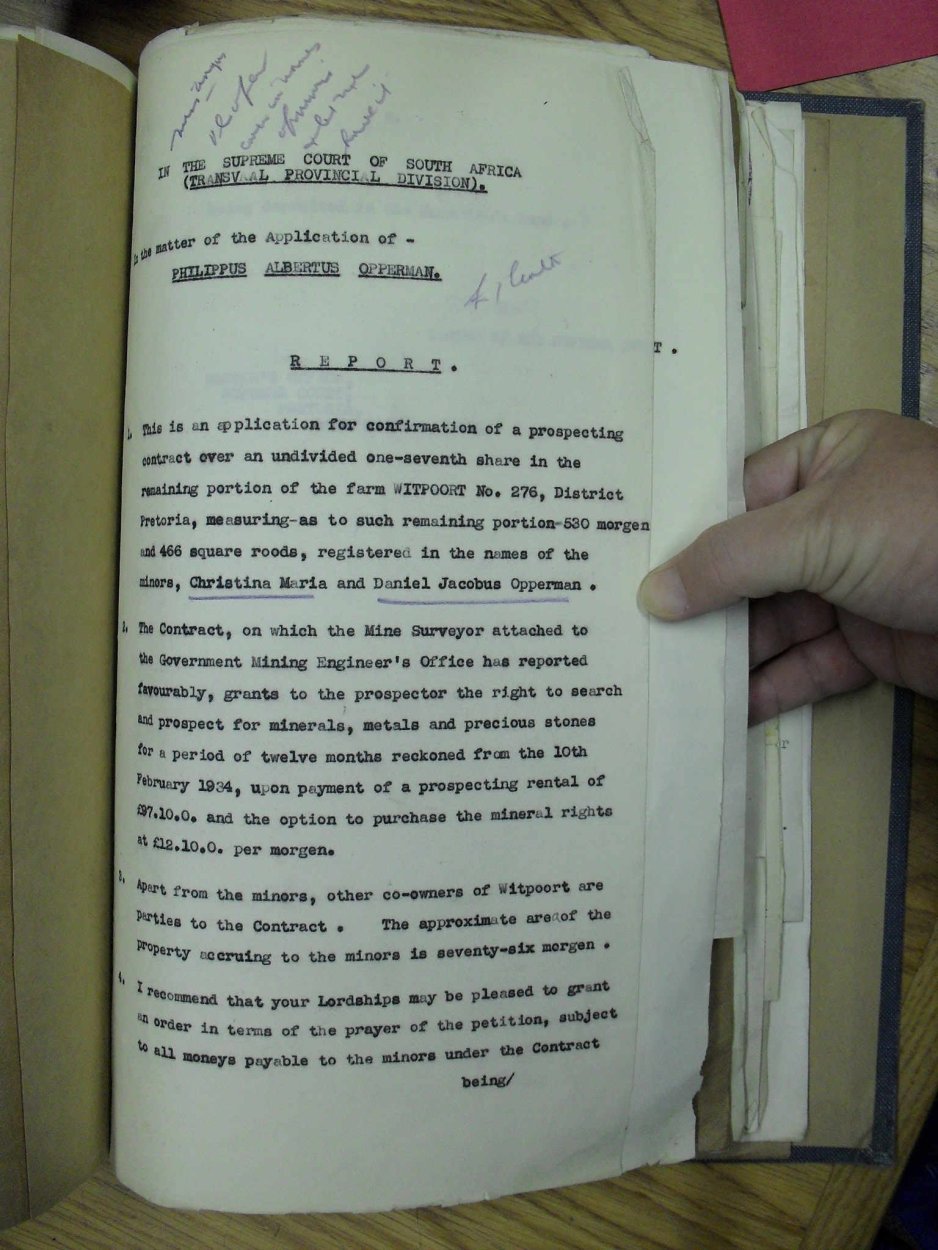 IN THE SUPREME COURT OF SOUTH AFRICA
(TRANSVAAL PROVINCIAL DIVISION).
In the matter of the Application of -
PHILIPPUS ALBERTUS OPPERMAN.
T.
R E P O R T.
1. This is an application for confirmation of a prospecting
contract over an undivided one-seventh share in the
remaining portion of the farm WITPOORT No. 276, District
Pretoria, measuring-as to such remaining portion-530 morgen
and 466 square roods, registered in the names of the
minors, Christina Maria and Daniel Jacobus Opperman.
2. The Contract, on which the Mine Surveyor attached to
the Government Mining Engineer's Office has reported
favourably, grants to the prospector the right to search
and prospect for minerals, metals and precious stones
for a period of twelve months reckoned from the 10th
February 1934, upon payment of a prospecting rental of
£97.10.0. and the option to purchase the mineral rights
at £12.10.0. per morgen.
3. Apart from the minors, other co-owners of Witpoort are
parties to the Contract. The approximate area of the
property accruing to the minors is seventy-six morgen.
4. I recommend that your Lordships may be pleased to grant
an order in terms of the prayer of the petition, subject
to all moneys payable to the minors under the Contract
being/